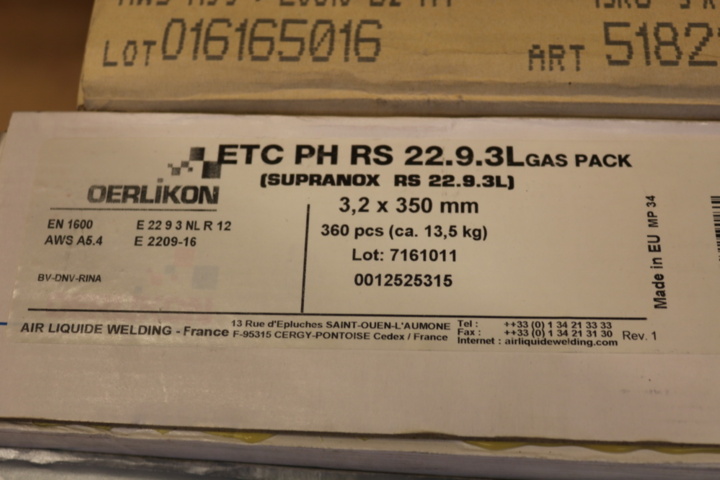 LOT 016165016
ART 5182
ETC PH RS 22.9.3L GAS PACK
(SUPRANOX RS 22.9.3L)
OERLIKON
3,2 x 350 mm
EN 1600 E 22 9 3 NL R 12
360 pcs (ca. 13,5 kg)
AWS A5.4 E 2209-16
Lot: 7161011
BV-DNV-RINA
0012525315
Made in EU MP 34
AIR LIQUIDE WELDING - France
13 Rue d'Epluches SAINT-OUEN-L'AUMONE
F-95315 CERGY-PONTOISE Cedex / France
Tel : ++33 (0) 1 34 21 33 33
Fax : ++33 (0) 1 34 21 31 30
Internet : airliquidewelding.com
Rev. 1